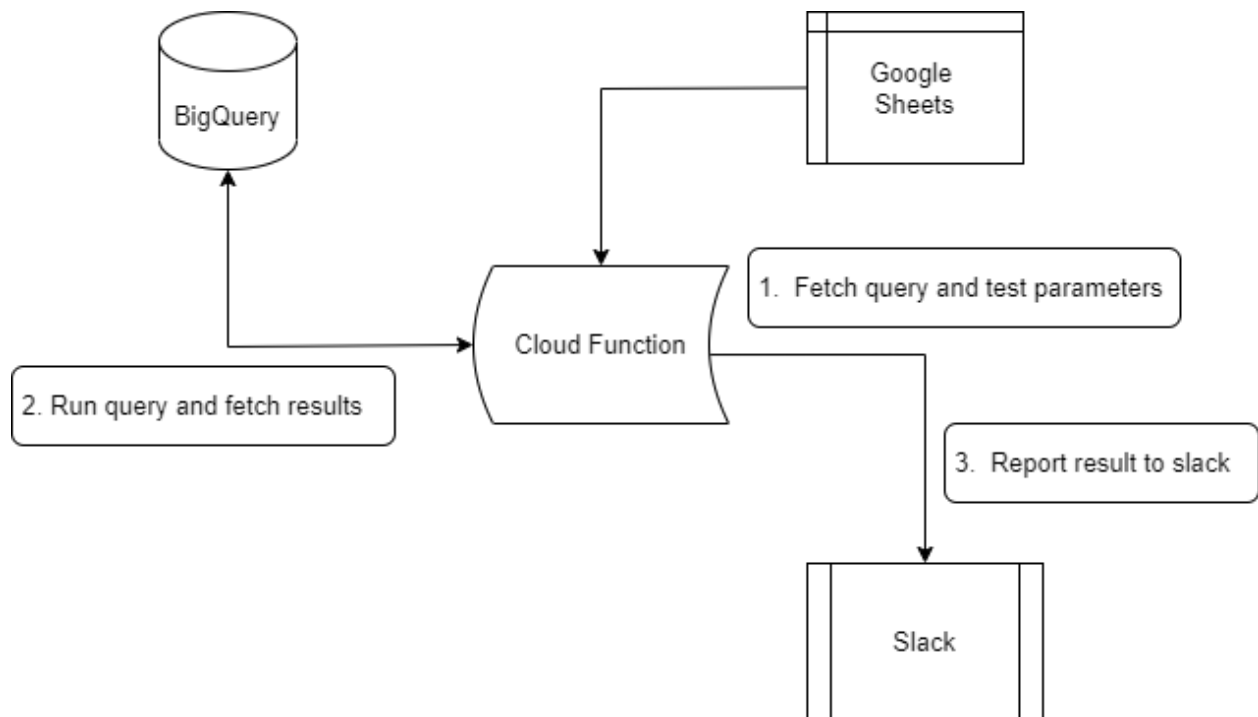 BigQuery
Google
Sheets
1. Fetch query and test parameters
Cloud Function
2. Run query and fetch results
3. Report result to slack
Slack